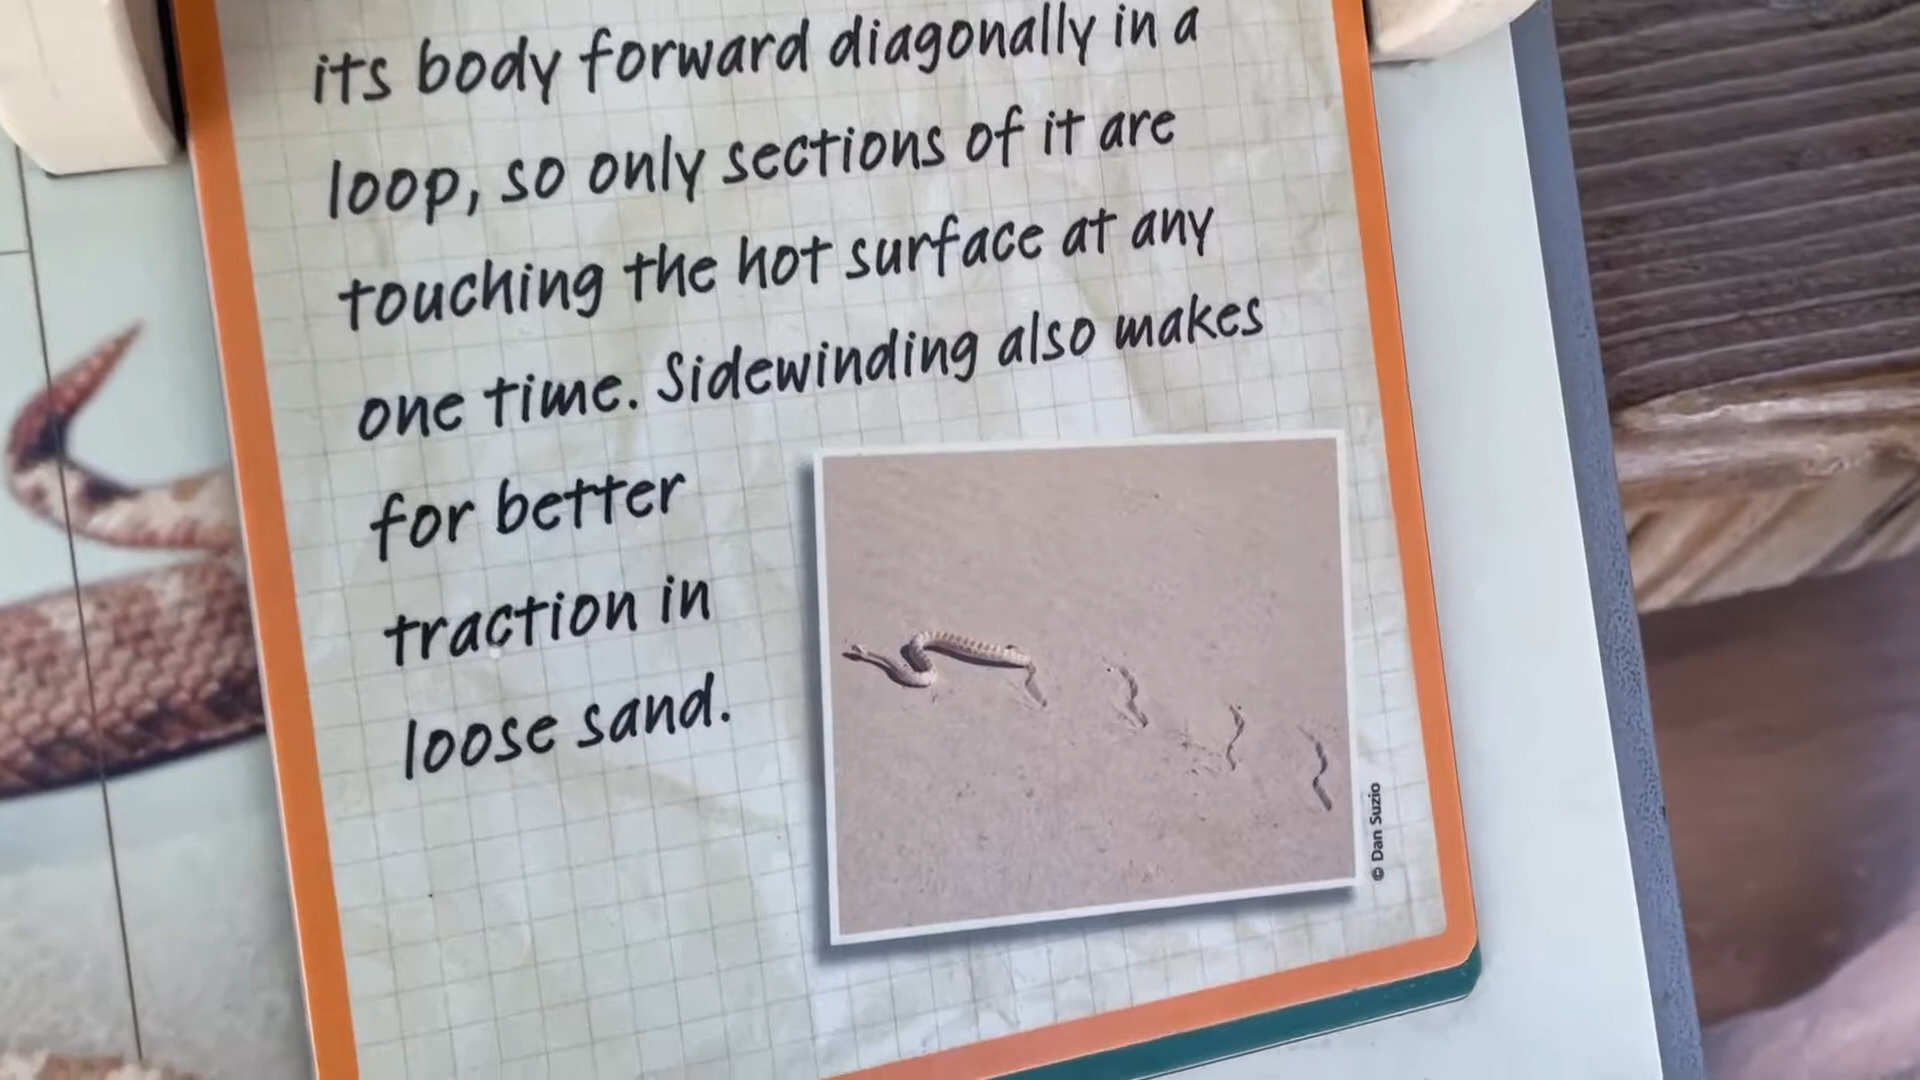 its body forward diagonally in a
loop, so only sections of it are
touching the hot surface at any
one time. Sidewinding also makes
for better
traction in
loose sand.
© Dan Suzio